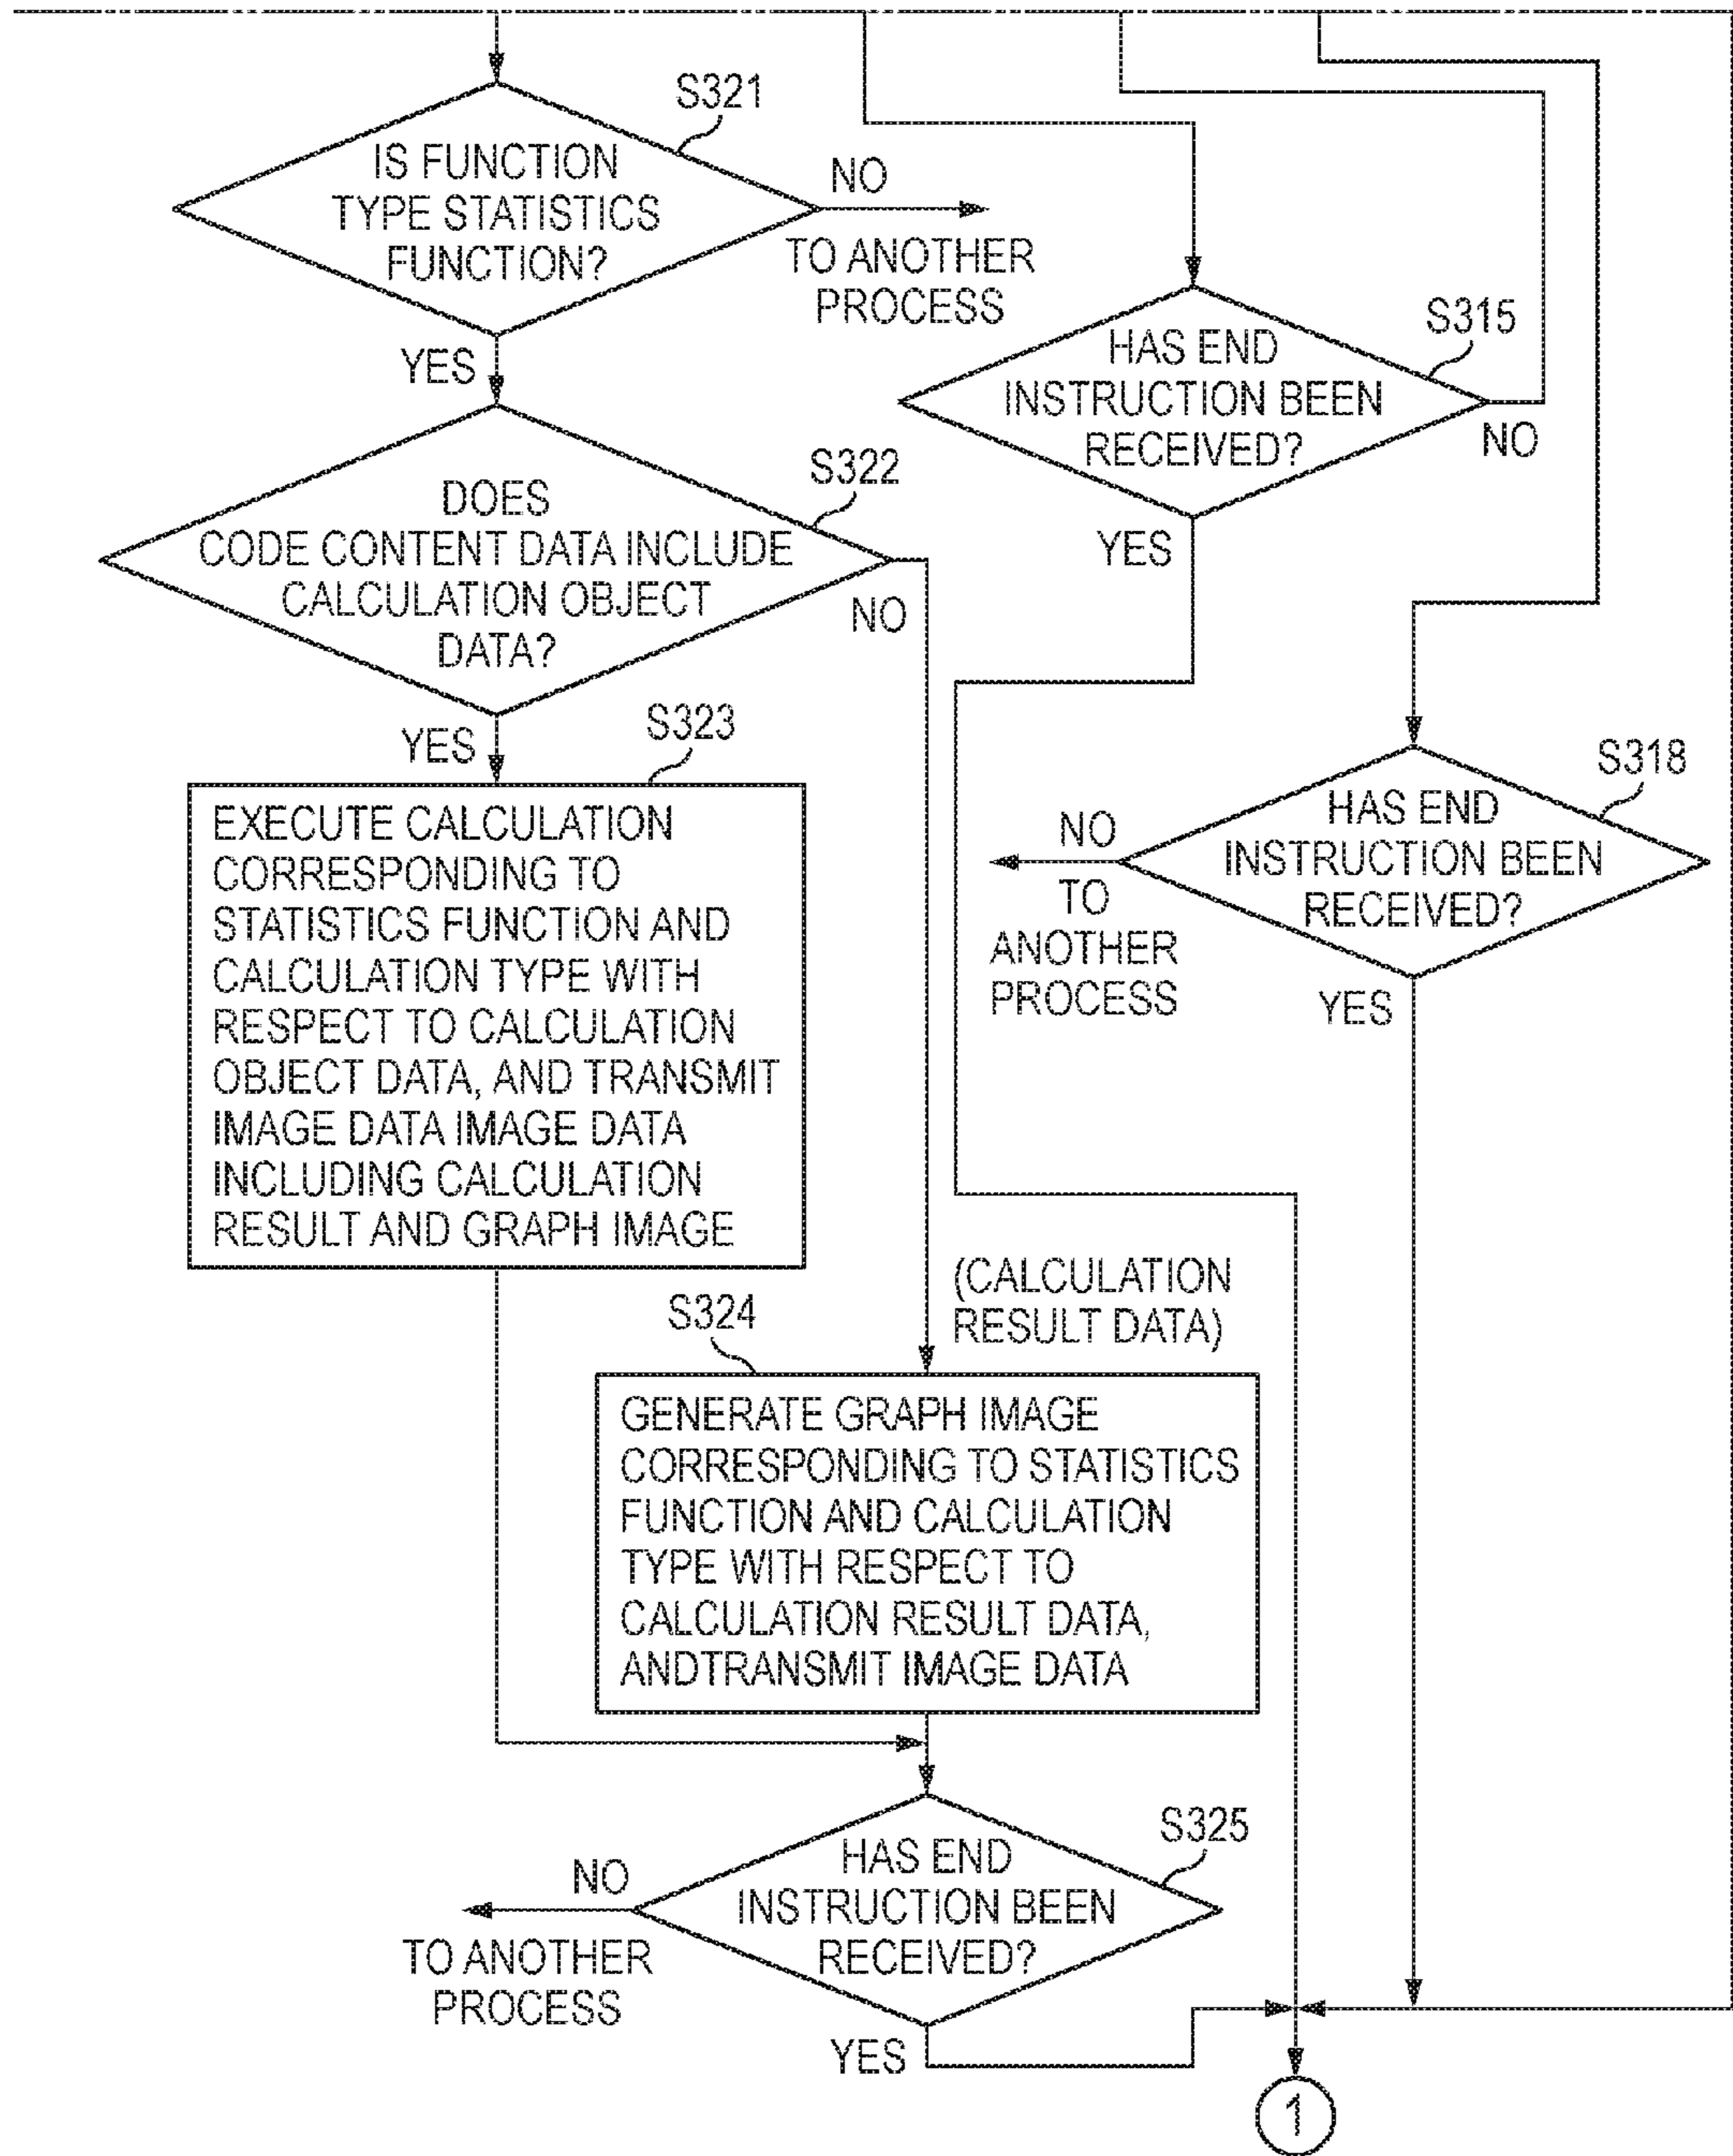 S321
IS FUNCTION
TYPE STATISTICS
FUNCTION?
NO
TO ANOTHER
PROCESS
YES
S315
HAS END
INSTRUCTION BEEN
RECEIVED?
NO
YES
S322
DOES
CODE CONTENT DATA INCLUDE
CALCULATION OBJECT
DATA?
NO
YES
S323
EXECUTE CALCULATION
CORRESPONDING TO
STATISTICS FUNCTION AND
CALCULATION TYPE WITH
RESPECT TO CALCULATION
OBJECT DATA, AND TRANSMIT
IMAGE DATA IMAGE DATA
INCLUDING CALCULATION
RESULT AND GRAPH IMAGE
S318
HAS END
INSTRUCTION BEEN
RECEIVED?
NO
TO
ANOTHER
PROCESS
YES
(CALCULATION
RESULT DATA)
S324
GENERATE GRAPH IMAGE
CORRESPONDING TO STATISTICS
FUNCTION AND CALCULATION
TYPE WITH RESPECT TO
CALCULATION RESULT DATA,
ANDTRANSMIT IMAGE DATA
S325
HAS END
INSTRUCTION BEEN
RECEIVED?
NO
TO ANOTHER
PROCESS
YES
1